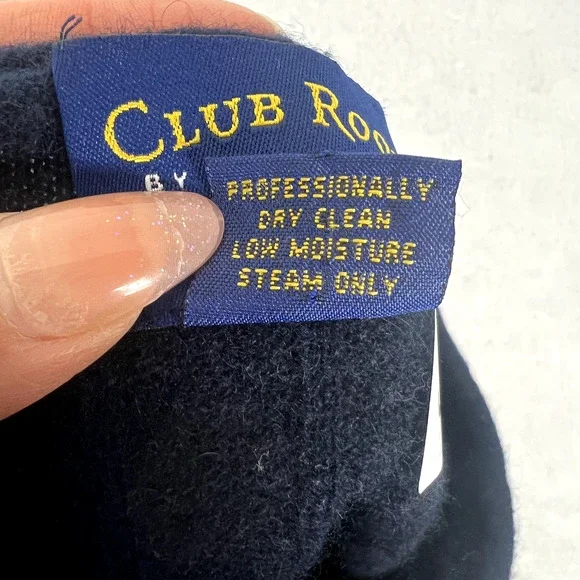 CLUB ROO
BY
PROFESSIONALLY
DRY CLEAN
LOW MOISTURE
STEAM ONLY